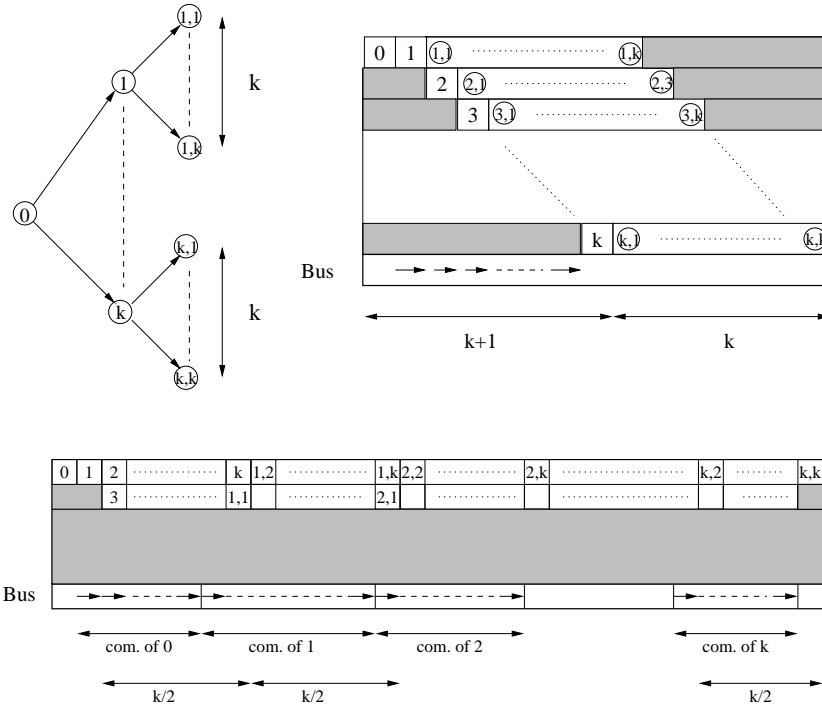 1,1
1
k
1,k
0
k,1
k
k
k,k
0 1 1,1 1,k
2 2,1 2,3
3 3,1 3,k
k k,1 k,k
Bus
k+1 k
0 1 2 k 1,2 1,k 2,2 2,k k,2 k,k
3 1,1 2,1
Bus
com. of 0 com. of 1 com. of 2 com. of k
k/2 k/2 k/2